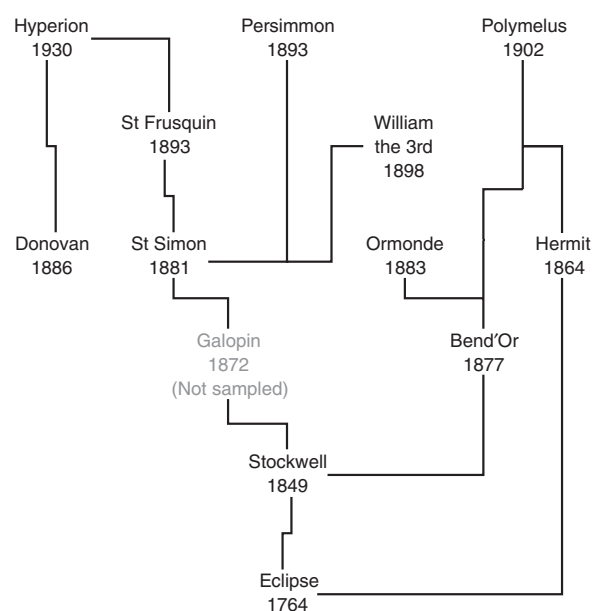 Hyperion
1930
Persimmon
1893
Polymelus
1902
St Frusquin
1893
William
the 3rd
1898
Donovan
1886
St Simon
1881
Ormonde
1883
Hermit
1864
Galopin
1872
(Not sampled)
Bend′Or
1877
Stockwell
1849
Eclipse
1764